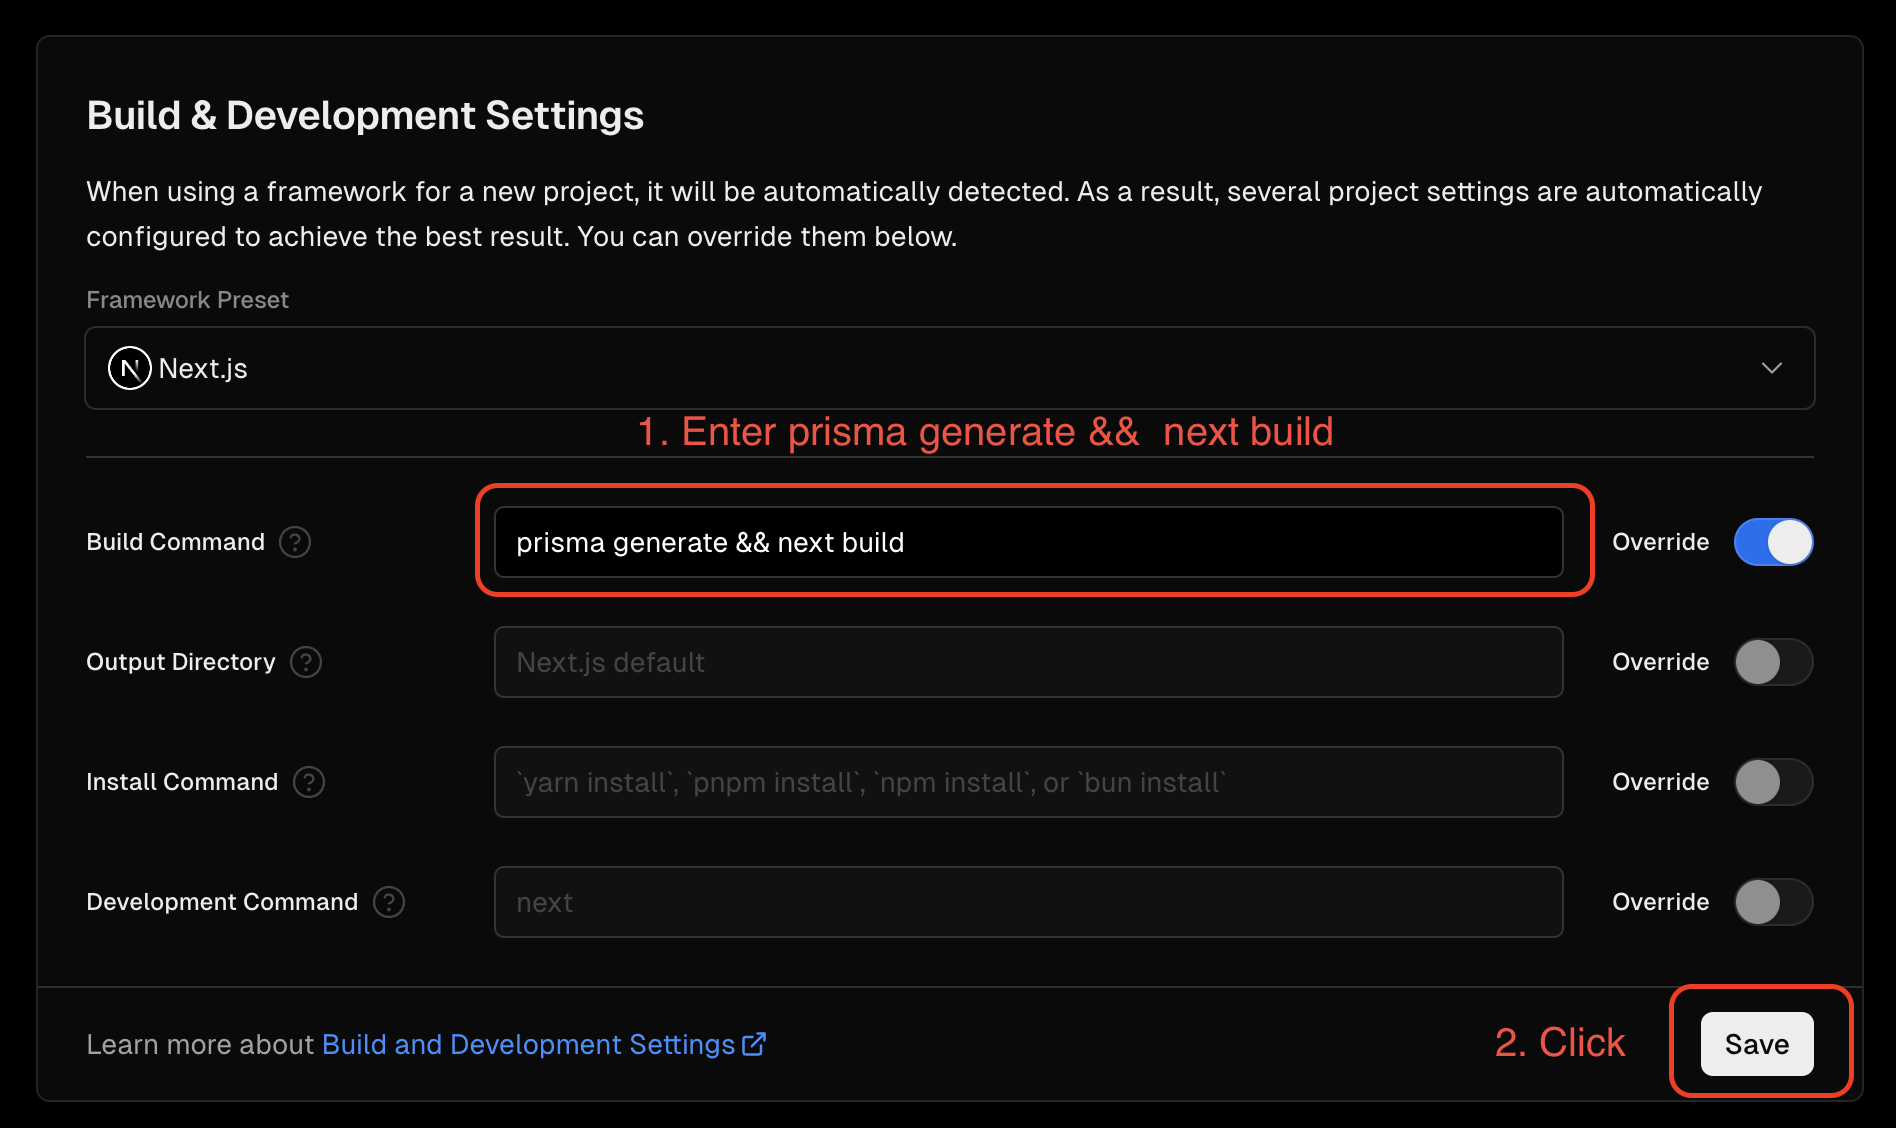 Build & Development Settings
When using a framework for a new project, it will be automatically detected. As a result, several project settings are automatically
configured to achieve the best result. You can override them below.
Framework Preset
N Next.js
1. Enter prisma generate && next build
Build Command ? prisma generate && next build Override
Output Directory ? Next.js default Override
Install Command ? `yarn install`, `pnpm install`, `npm install`, or `bun install` Override
Development Command ? next Override
Learn more about Build and Development Settings 2. Click Save